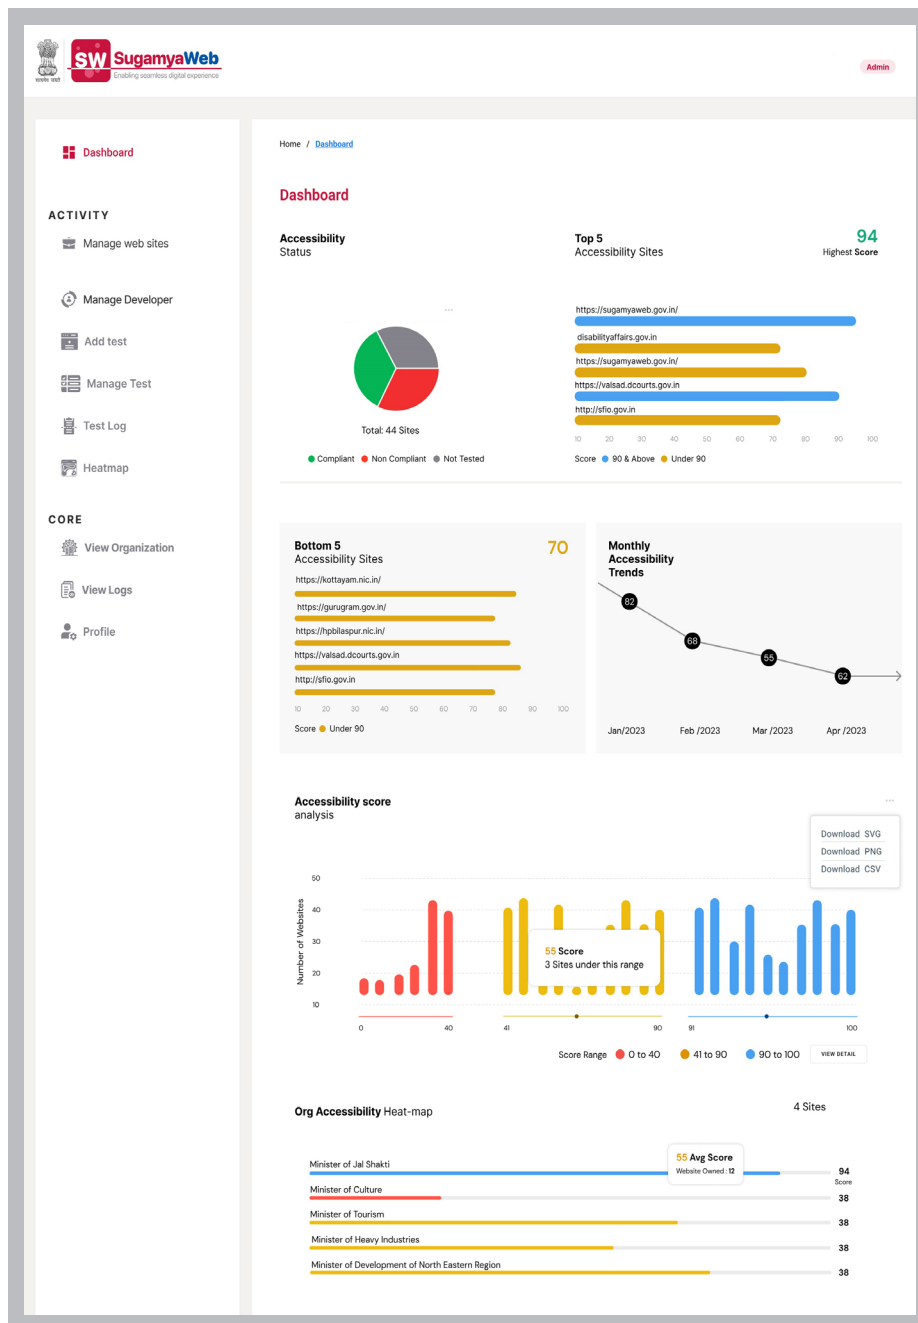 सत्यमेव जयते
SW SugamyaWeb
Enabling seamless digital experience
Admin
Dashboard
ACTIVITY
Manage web sites
Manage Developer
Add test
Manage Test
Test Log
Heatmap
CORE
View Organization
View Logs
Profile
Home / Dashboard
Dashboard
Accessibility
Status
...
Total: 44 Sites
Compliant Non Compliant Not Tested
Top 5
Accessibility Sites
94
Highest Score
https://sugamyaweb.gov.in/
disabilityaffairs.gov.in
https://sugamyaweb.gov.in/
https://valsad.dcourts.gov.in
http://sfio.gov.in
10 20 30 40 50 60 70 80 90 100
Score 90 & Above Under 90
Bottom 5
Accessibility Sites
70
https://kottayam.nic.in/
https://gurugram.gov.in/
https://hpbilaspur.nic.in/
https://valsad.dcourts.gov.in
http://sfio.gov.in
10 20 30 40 50 60 70 80 90 100
Score Under 90
Monthly
Accessibility
Trends
82
68
55
62
Jan/2023 Feb /2023 Mar /2023 Apr /2023
Accessibility score
analysis
...
Download SVG
Download PNG
Download CSV
Number of Websites
50
40
30
20
10
55 Score
3 Sites under this range
0 40 41 90 91 100
Score Range 0 to 40 41 to 90 90 to 100 VIEW DETAIL
Org Accessibility Heat-map
4 Sites
55 Avg Score
Website Owned : 12
Minister of Jal Shakti
94
Score
Minister of Culture
38
Minister of Tourism
38
Minister of Heavy Industries
38
Minister of Development of North Eastern Region
38